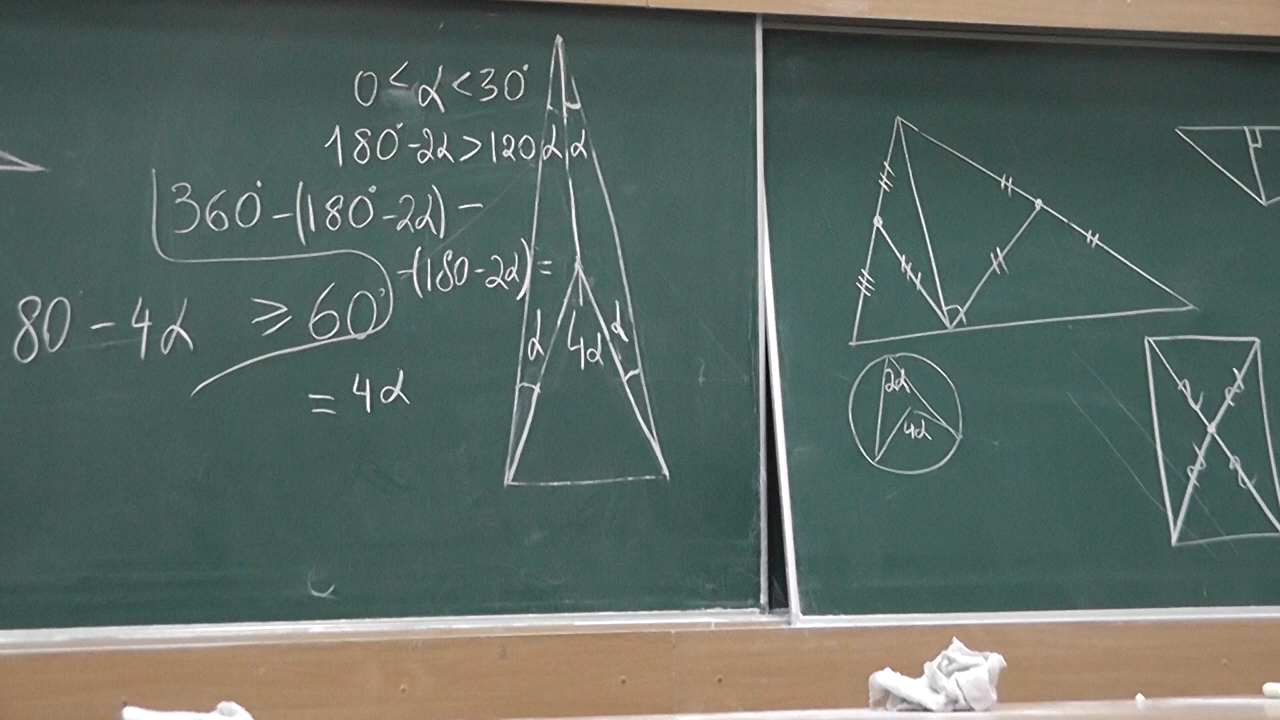 0 < α < 30°
180° - 2α > 120
α α
360° - (180° - 2α) -
- (180 - 2α) =
80 - 4α ≥ 60°
= 4α
α 4α α
2α
4α